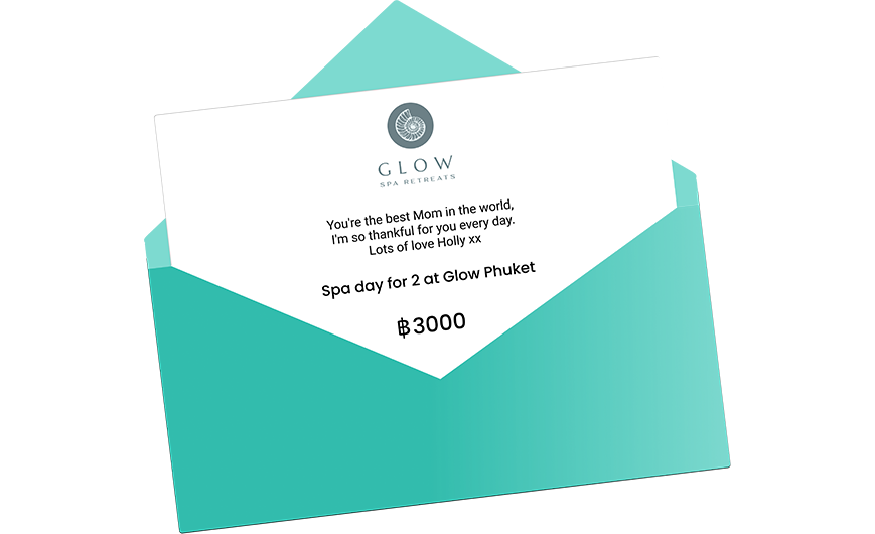 GLOW
SPA RETREATS
You're the best Mom in the world,
I'm so thankful for you every day.
Lots of love Holly xx
Spa day for 2 at Glow Phuket
฿3000